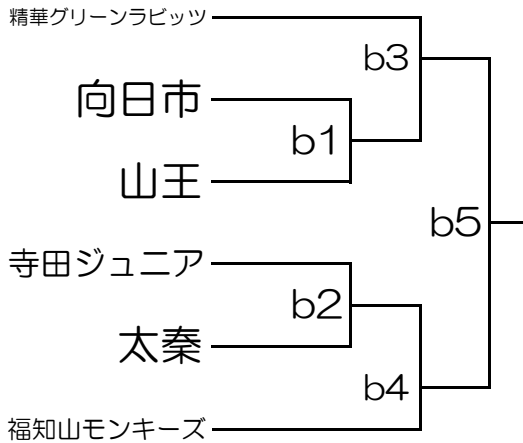 精華グリーンラビッツ
b3
向日市
b1
山王
b5
寺田ジュニア
b2
太秦
b4
福知山モンキーズ